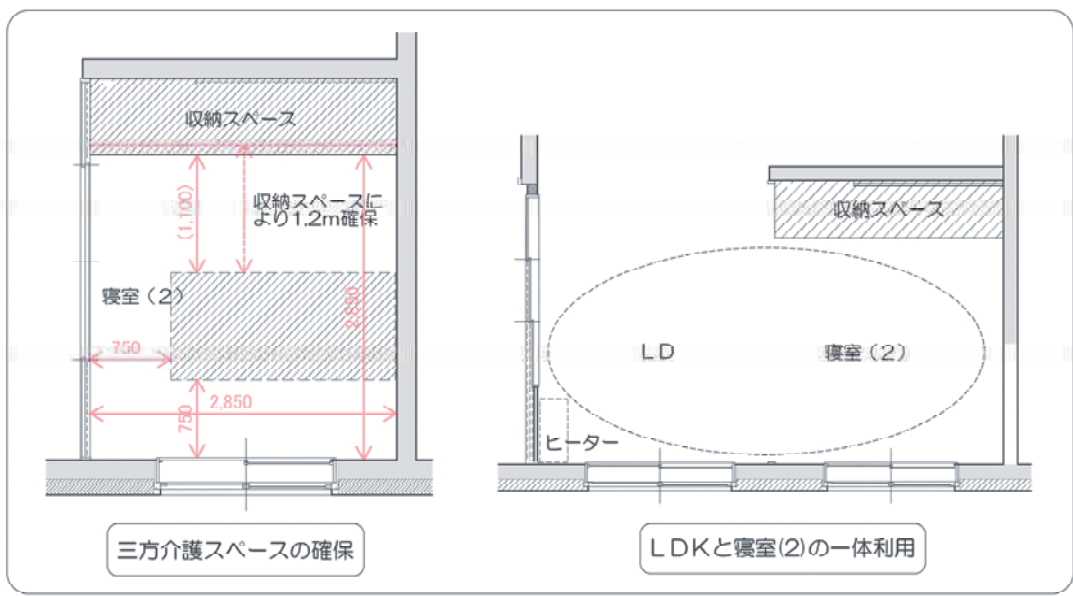 収納スペース
(1,100)
収納スペースに
より1.2m確保
寝室（2）
2,850
750
2,850
750
三方介護スペースの確保
収納スペース
LD
寝室（2）
ヒーター
LDKと寝室(2)の一体利用